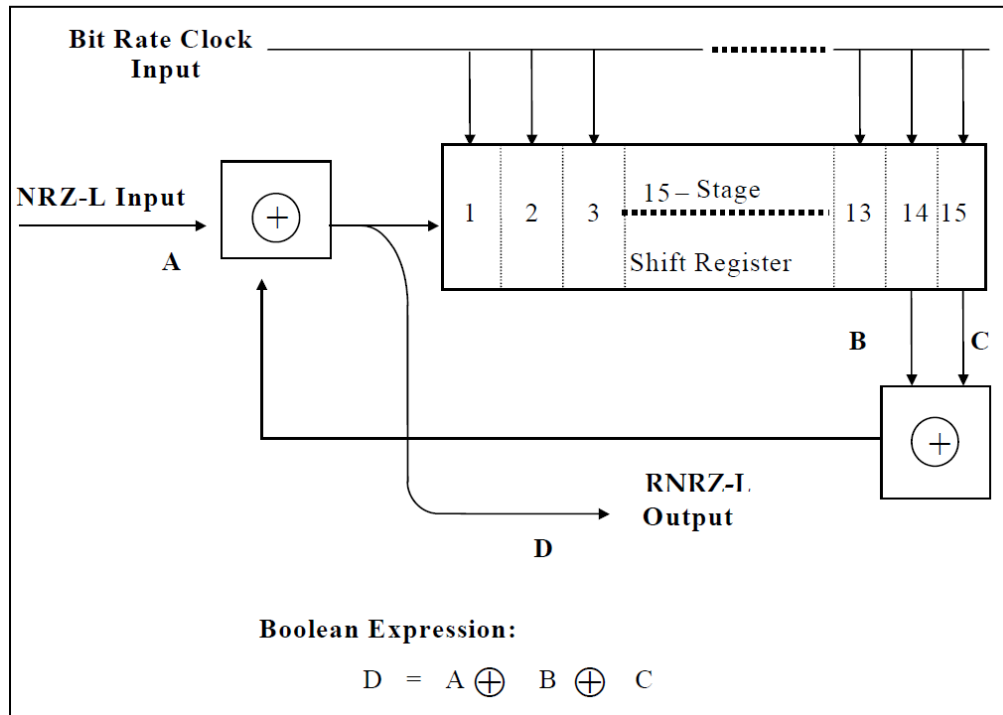 Bit Rate Clock
Input
NRZ-L Input
A
⊕
1 2 3 15 – Stage 13 14 15
Shift Register
B C
⊕
RNRZ-L
Output
D
Boolean Expression:
D = A ⊕ B ⊕ C